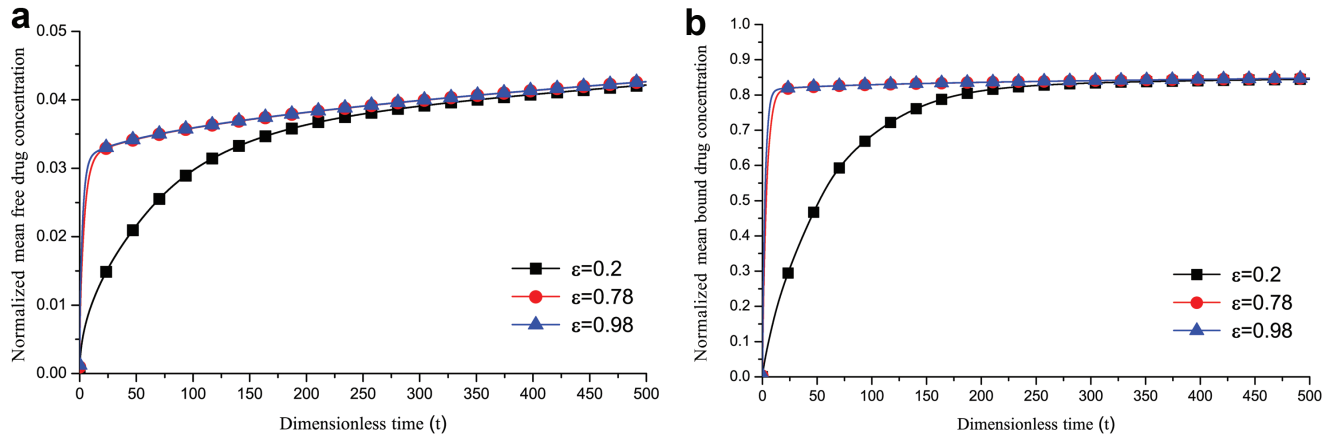 a
Normalized mean free drug concentration
0.05
0.04
0.03
0.02
0.01
0.00
0 50 100 150 200 250 300 350 400 450 500
Dimensionless time (t)
ε=0.2
ε=0.78
ε=0.98
b
Normalized mean bound drug concentration
1.0
0.9
0.8
0.7
0.6
0.5
0.4
0.3
0.2
0.1
0.0
0 50 100 150 200 250 300 350 400 450 500
Dimensionless time (t)
ε=0.2
ε=0.78
ε=0.98